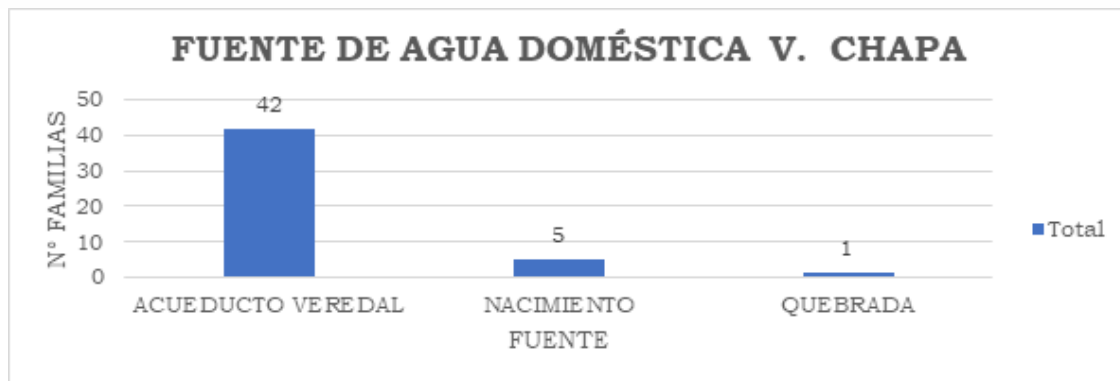 FUENTE DE AGUA DOMÉSTICA V. CHAPA
N° FAMILIAS
50
40
30
20
10
0
42
5
1
ACUEDUCTO VEREDAL
NACIMIENTO
QUEBRADA
FUENTE
Total